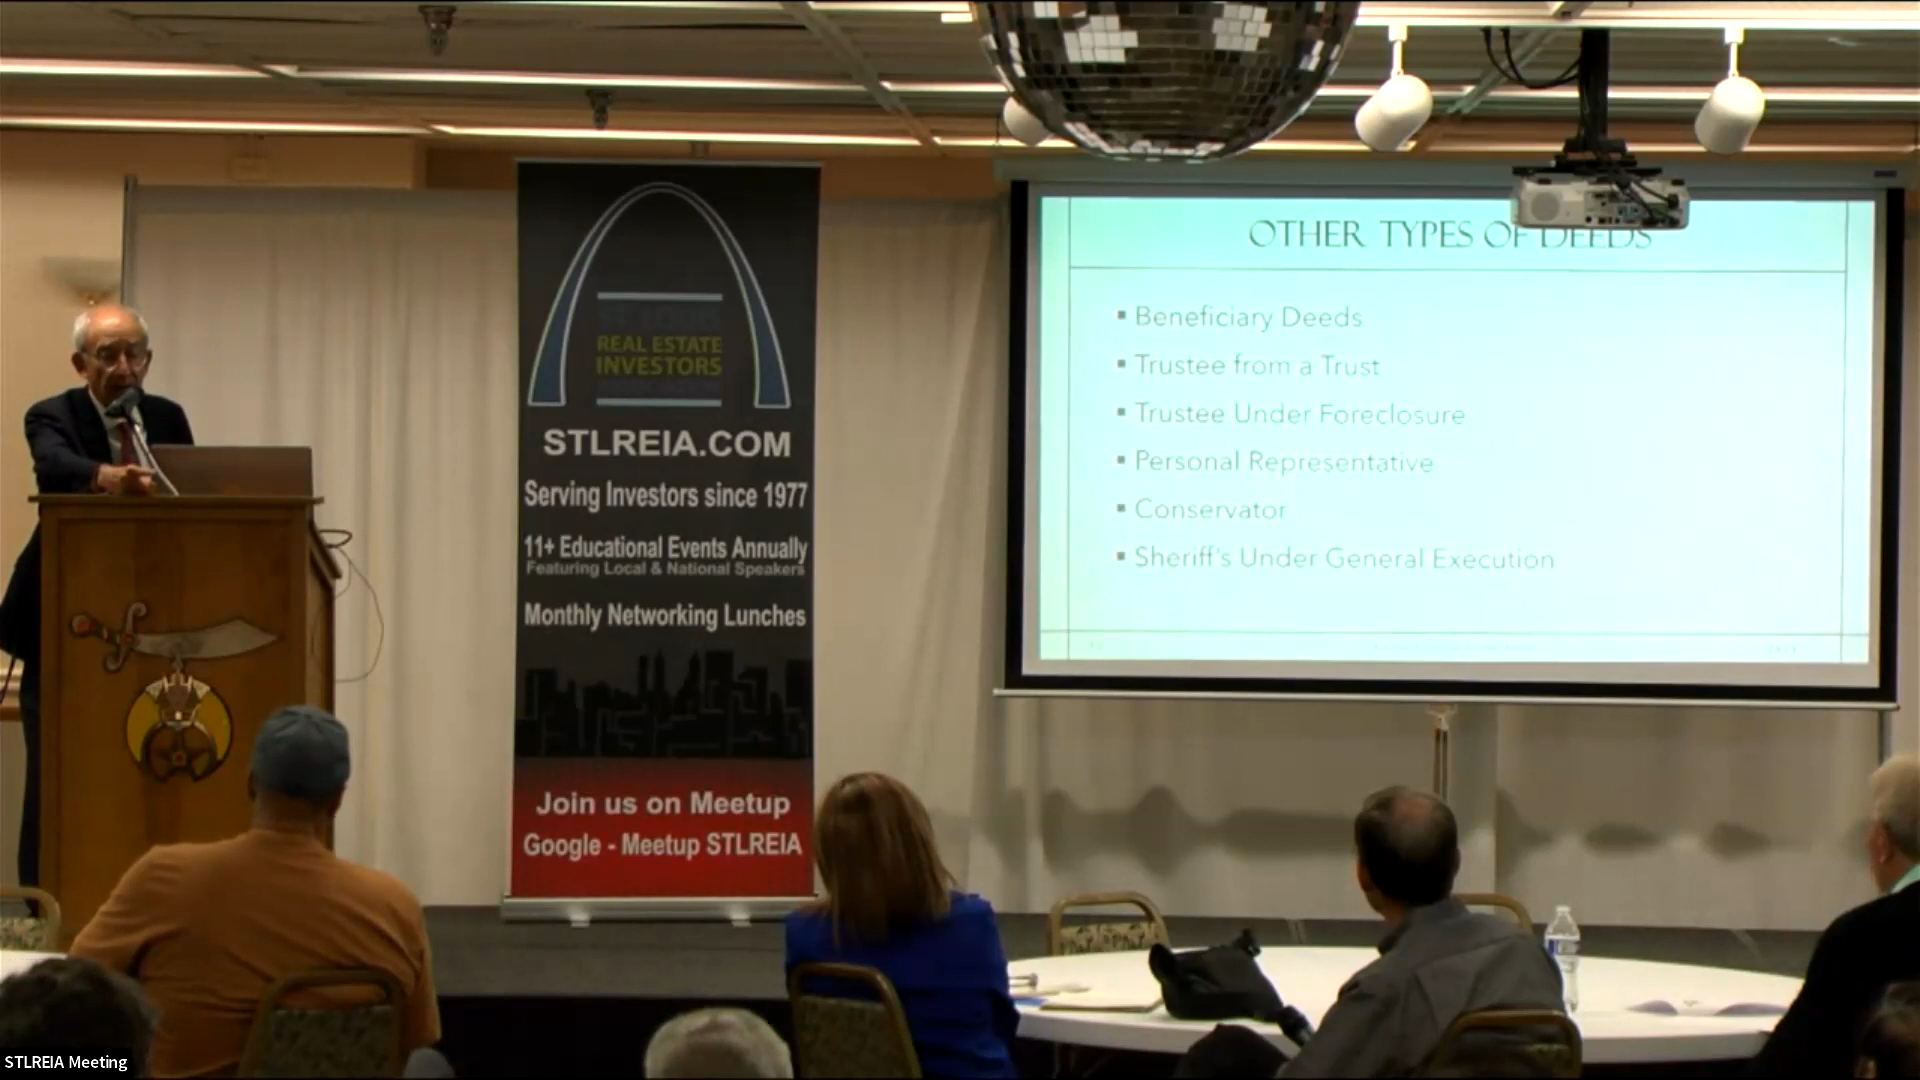 REAL ESTATE
INVESTORS
STLREIA.COM
Serving Investors since 1977
11+ Educational Events Annually
Featuring Local & National Speakers
Monthly Networking Lunches
Join us on Meetup
Google - Meetup STLREIA
OTHER TYPES OF DEEDS
▪ Beneficiary Deeds
▪ Trustee from a Trust
▪ Trustee Under Foreclosure
▪ Personal Representative
▪ Conservator
▪ Sheriff's Under General Execution
STLREIA Meeting